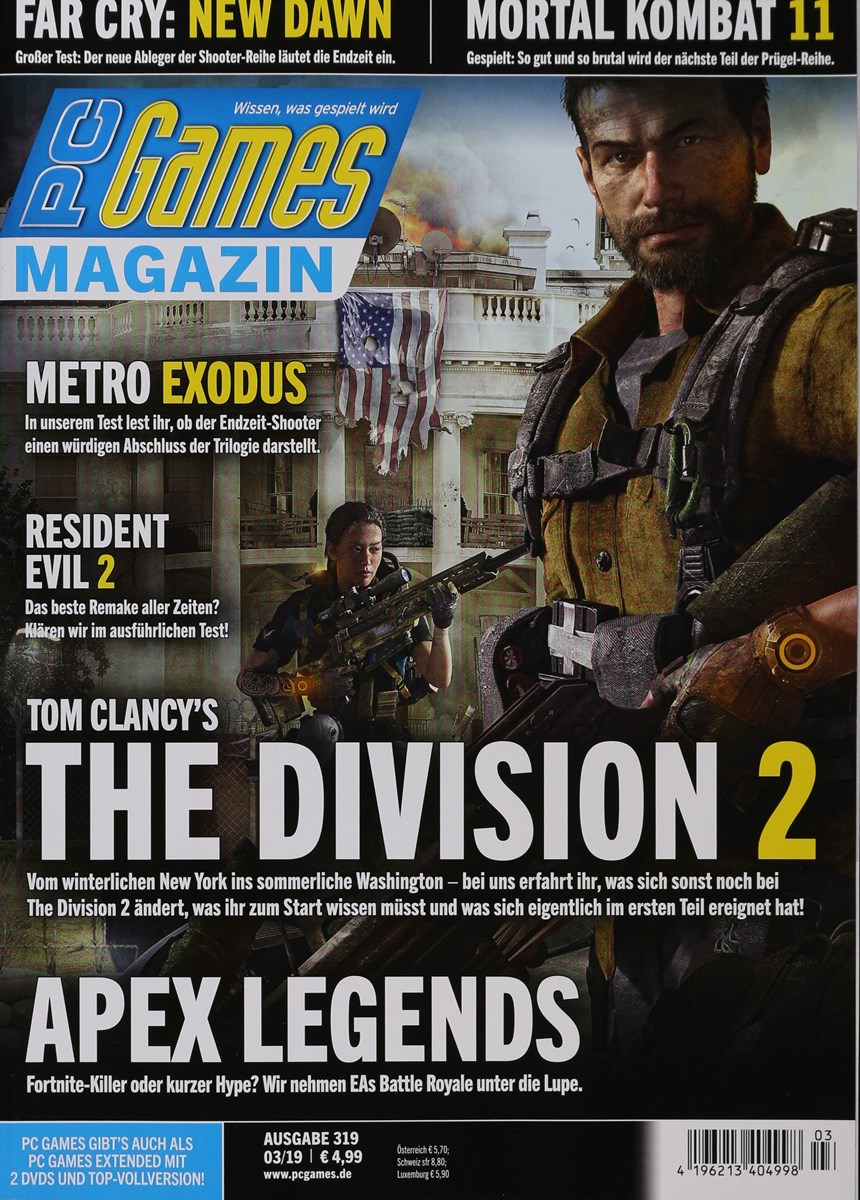 FAR CRY: NEW DAWN
Großer Test: Der neue Ableger der Shooter-Reihe läutet die Endzeit ein.
MORTAL KOMBAT 11
Gespielt: So gut und so brutal wird der nächste Teil der Prügel-Reihe.
Wissen, was gespielt wird
PC Games
MAGAZIN
METRO EXODUS
In unserem Test lest ihr, ob der Endzeit-Shooter
einen würdigen Abschluss der Trilogie darstellt.
RESIDENT
EVIL 2
Das beste Remake aller Zeiten?
Klären wir im ausführlichen Test!
TOM CLANCY'S
THE DIVISION 2
Vom winterlichen New York ins sommerliche Washington – bei uns erfahrt ihr, was sich sonst noch bei
The Division 2 ändert, was ihr zum Start wissen müsst und was sich eigentlich im ersten Teil ereignet hat!
APEX LEGENDS
Fortnite-Killer oder kurzer Hype? Wir nehmen EAs Battle Royale unter die Lupe.
PC GAMES GIBT'S AUCH ALS
PC GAMES EXTENDED MIT
2 DVDS UND TOP-VOLLVERSION!
AUSGABE 319
03/19 | € 4,99
www.pcgames.de
Österreich € 5,70;
Schweiz sfr 8,80;
Luxemburg € 5,90
03
4 196213 404998